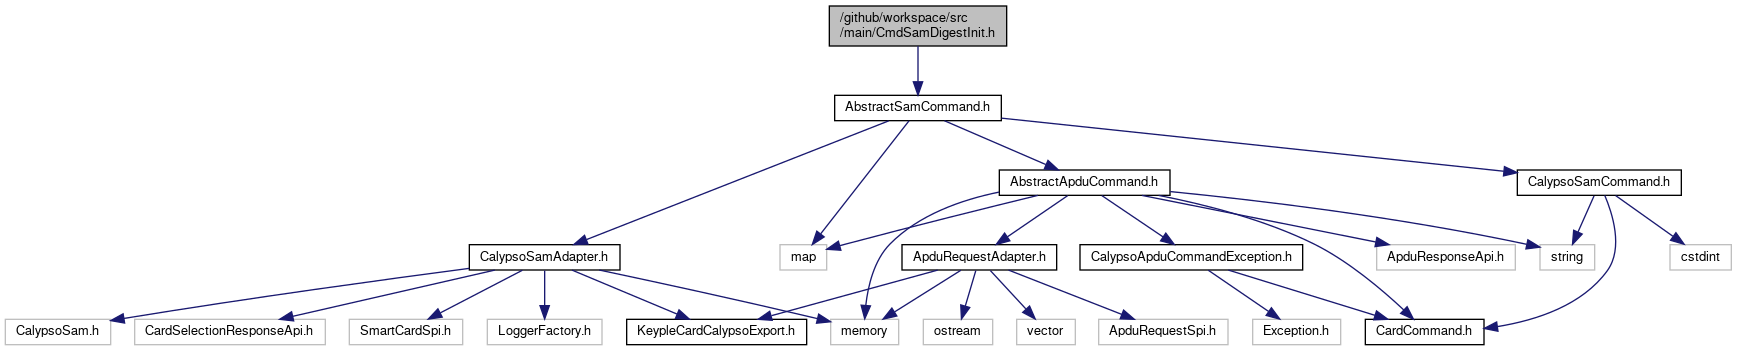 /github/workspace/src
/main/CmdSamDigestInit.h
AbstractSamCommand.h
AbstractApduCommand.h
CalypsoSamCommand.h
CalypsoSamAdapter.h
map
ApduRequestAdapter.h
CalypsoApduCommandException.h
ApduResponseApi.h
string
cstdint
CalypsoSam.h
CardSelectionResponseApi.h
SmartCardSpi.h
LoggerFactory.h
KeypleCardCalypsoExport.h
memory
ostream
vector
ApduRequestSpi.h
Exception.h
CardCommand.h